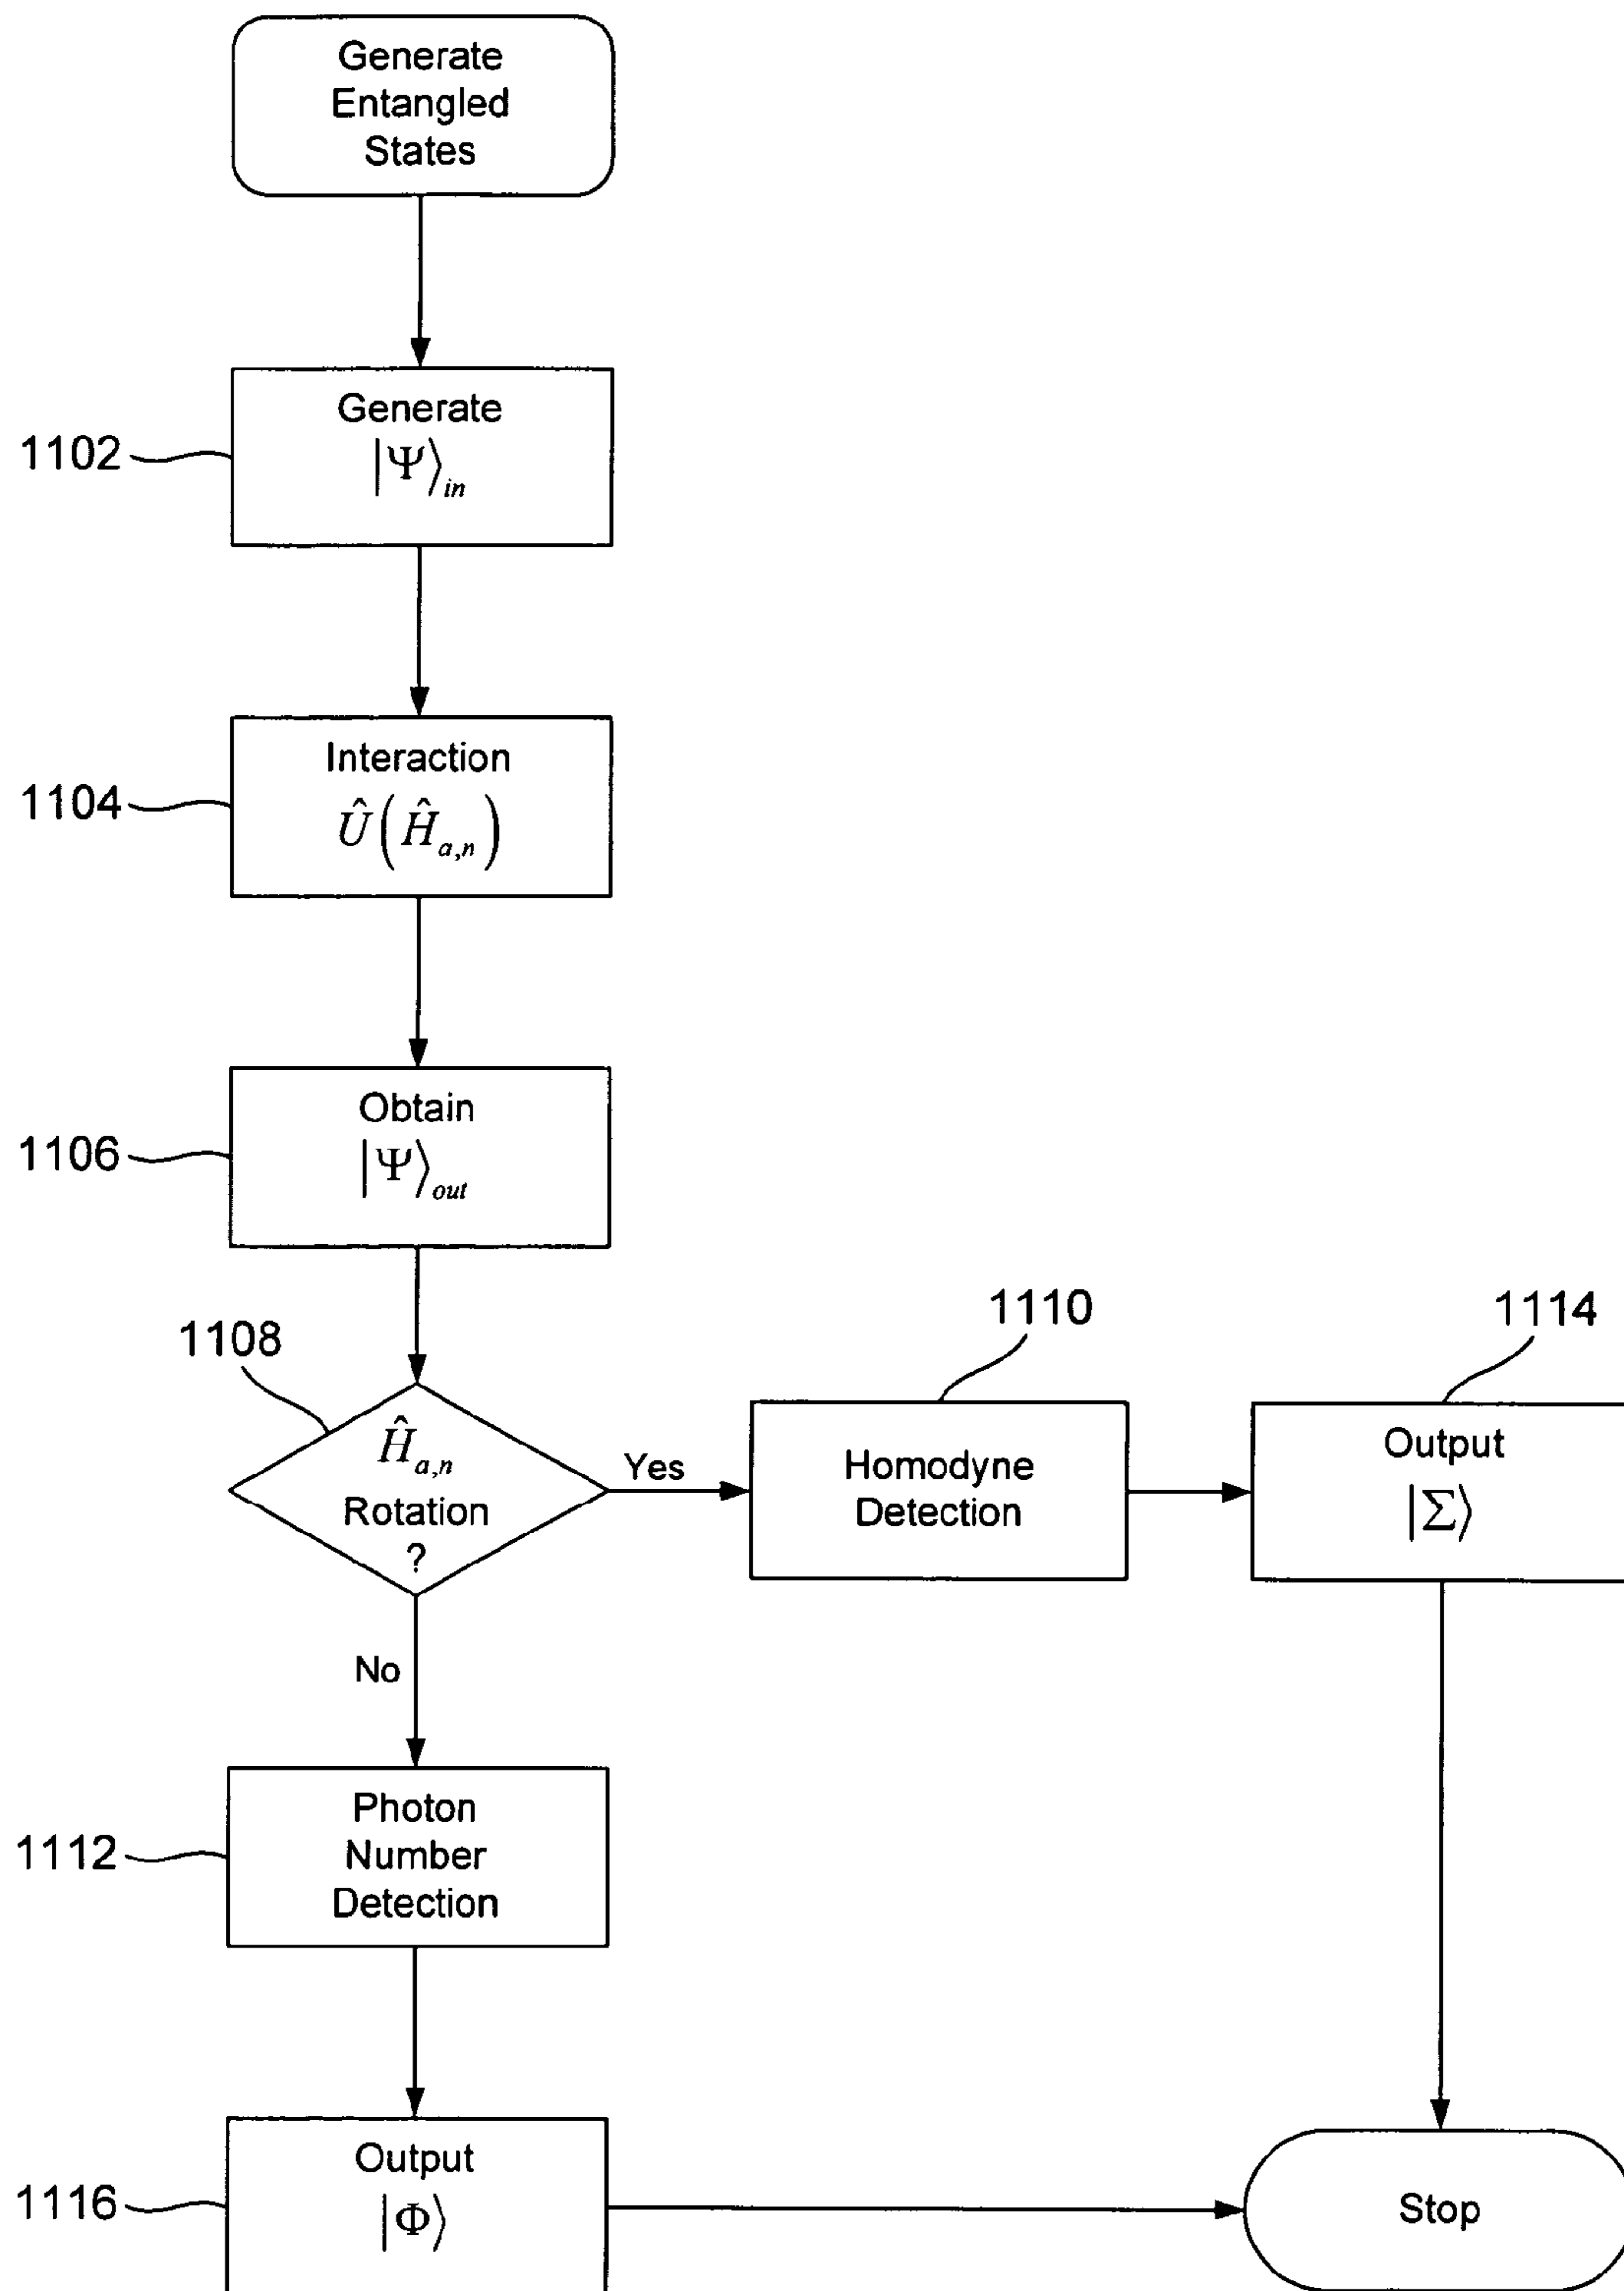 Generate
Entangled
States
1102
Generate
|Ψ⟩in
1104
Interaction
Û(Ĥa,n)
1106
Obtain
|Ψ⟩out
1108
Ĥa,n
Rotation
?
Yes
1110
Homodyne
Detection
1114
Output
|Σ⟩
No
1112
Photon
Number
Detection
1116
Output
|Φ⟩
Stop